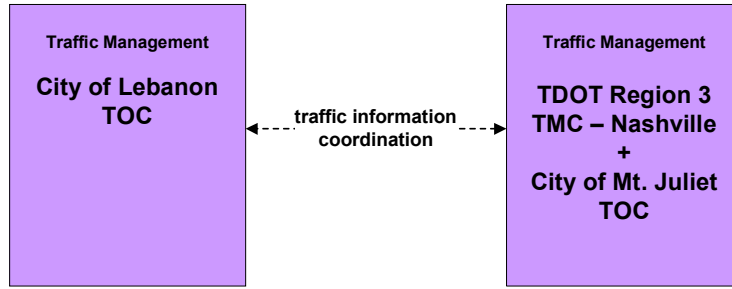 Traffic Management
City of Lebanon
TOC
traffic information
coordination
Traffic Management
TDOT Region 3
TMC – Nashville
+
City of Mt. Juliet
TOC